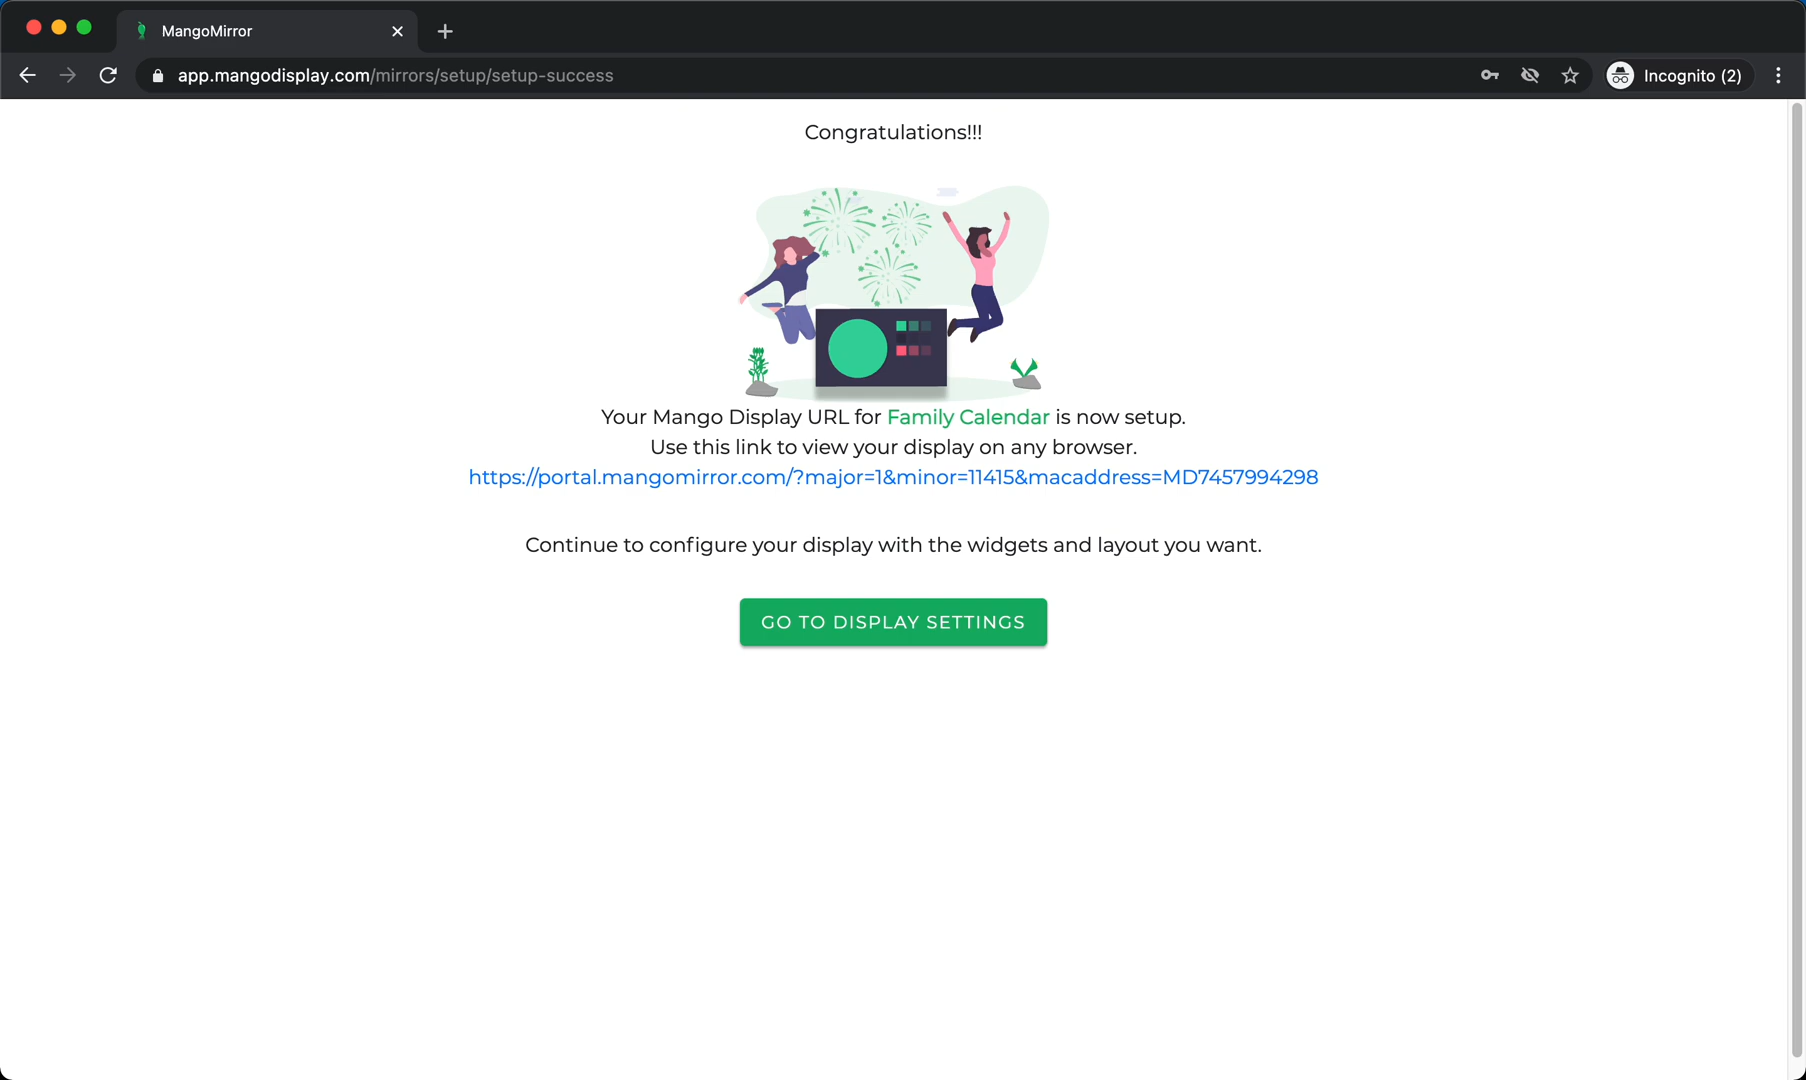 MangoMirror
app.mangodisplay.com/mirrors/setup/setup-success
Incognito (2)
Congratulations!!!
Your Mango Display URL for Family Calendar is now setup.
Use this link to view your display on any browser.
https://portal.mangomirror.com/?major=1&minor=11415&macaddress=MD7457994298
Continue to configure your display with the widgets and layout you want.
GO TO DISPLAY SETTINGS